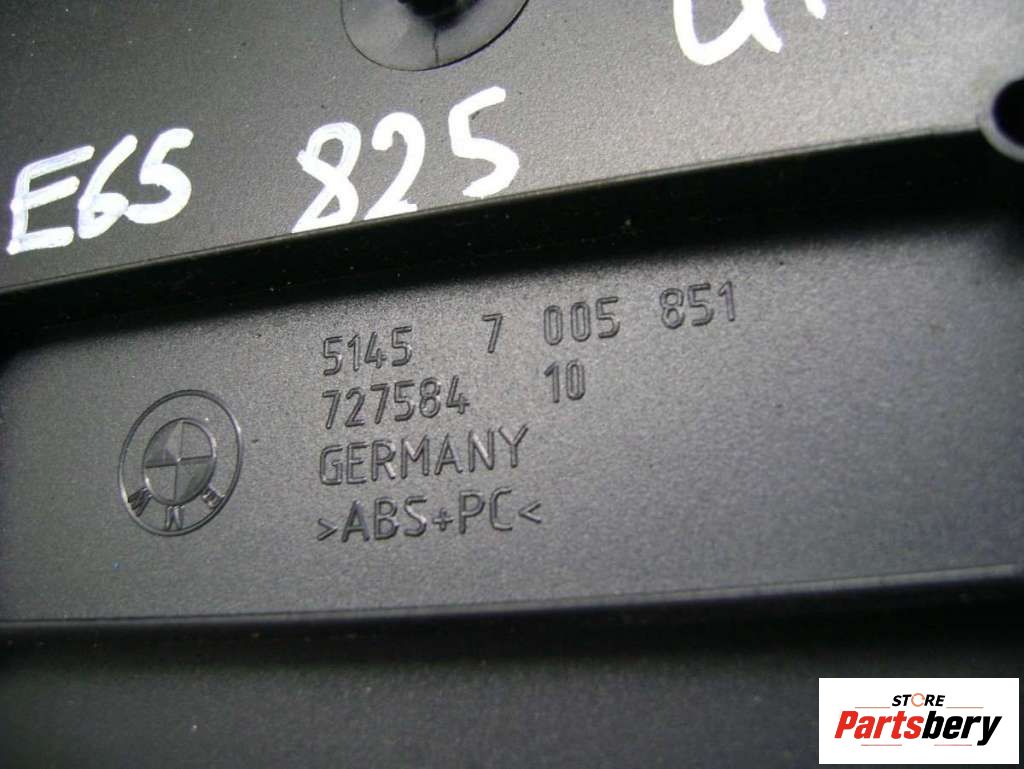 E65 825
5145 7 005 851
727584 10
GERMANY
>ABS+PC<
BMW
STORE
Partsbery